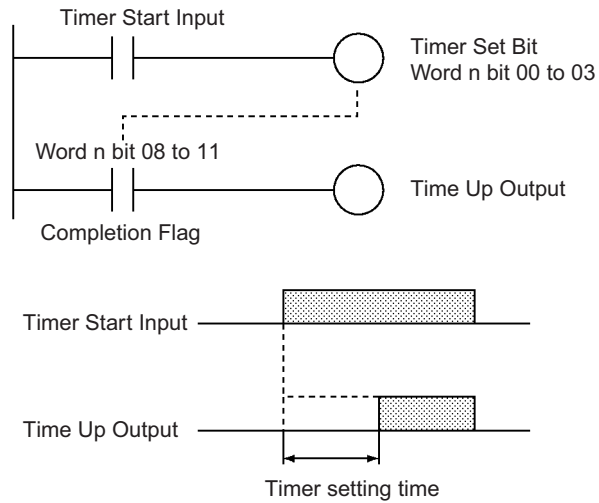 Timer Start Input
Timer Set Bit
Word n bit 00 to 03
Word n bit 08 to 11
Time Up Output
Completion Flag
Timer Start Input
Time Up Output
Timer setting time